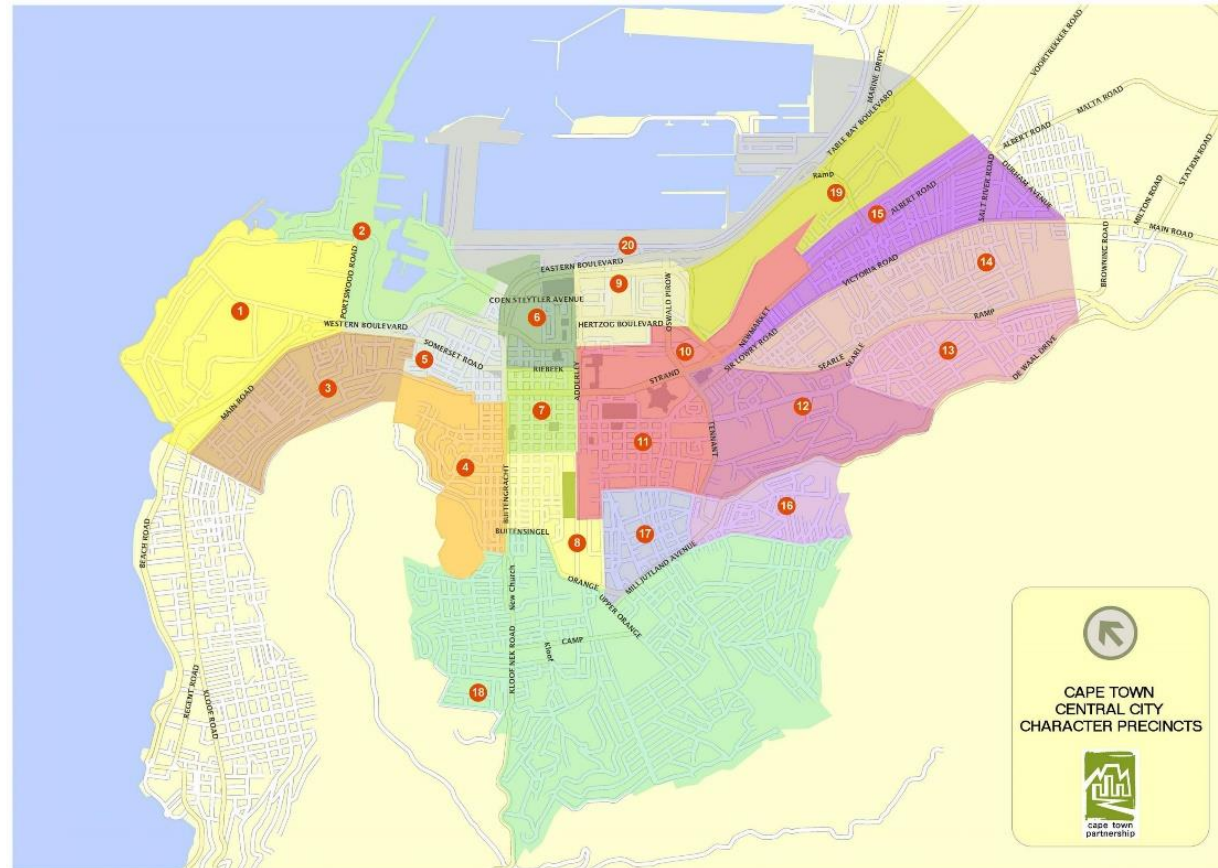 MARINE DRIVE
VOORTREKKER ROAD
TABLE BAY BOULEVARD
MALTA ROAD
ALBERT ROAD
STATION ROAD
Ramp
DURHAM AVENUE
19
SALT RIVER ROAD
MILTON ROAD
15
ALBERT ROAD
2
MAIN ROAD
20
PORTSWOOD ROAD
EASTERN BOULEVARD
BROWNING ROAD
14
VICTORIA ROAD
9
COEN STEYTLER AVENUE
OSWALD PIROW
1
6
HERTZOG BOULEVARD
NEWMARKET
RAMP
WESTERN BOULEVARD
SIR LOWRY ROAD
SOMERSET ROAD
10
13
5
SEARLE
SEARLE
DE WAAL DRIVE
RIEBEEK
ADDERLEY
STRAND
3
MAIN ROAD
7
12
11
TENNANT
4
BUITENGRACHT
BEACH ROAD
16
BUITENSINGEL
17
8
MILL/JUTLAND AVENUE
ORANGE
New Church
UPPER ORANGE
CAMP
Kloof
KLOOF NEK ROAD
18
REGENT ROAD
KLOOF ROAD
CAPE TOWN
CENTRAL CITY
CHARACTER PRECINCTS
cape town
partnership